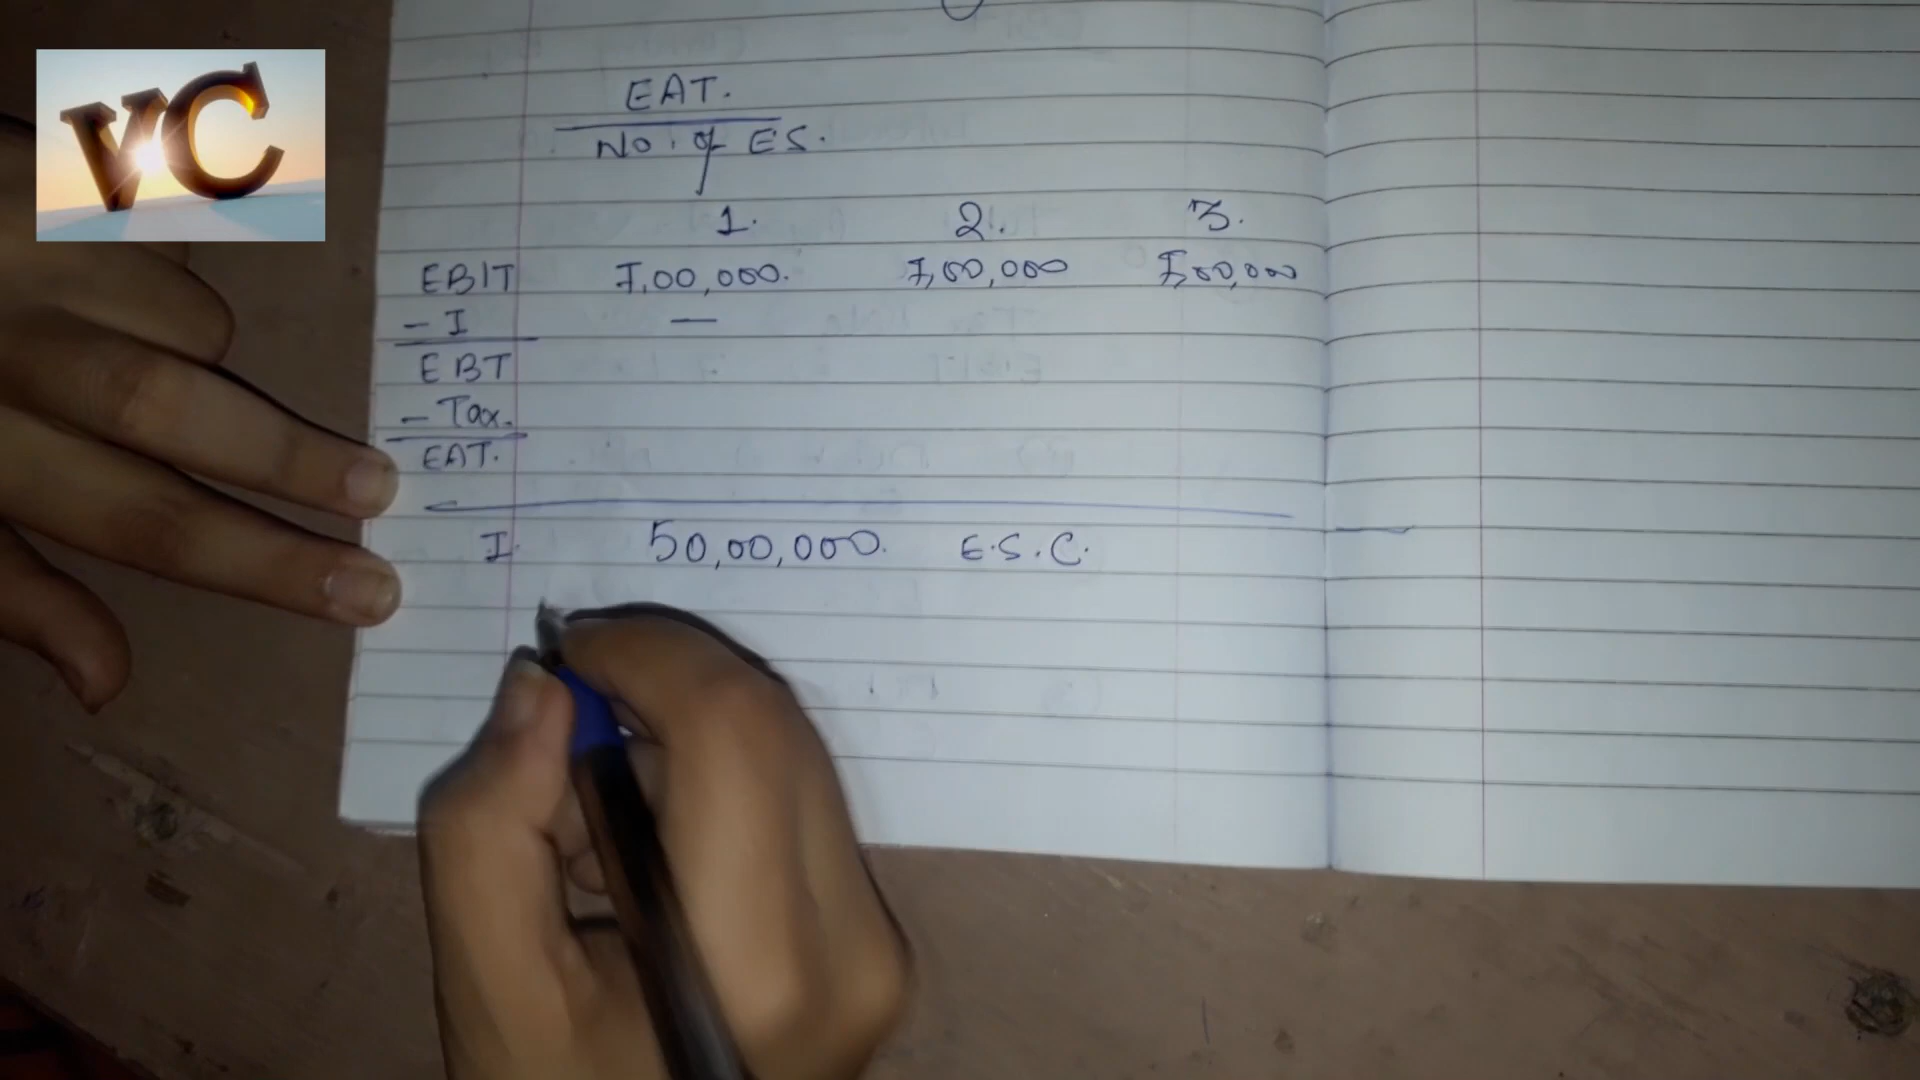 VC
EAT.
No. of E.S.
1. 2. 3.
EBIT 7,00,000. 7,00,000 7,00,000
- I —
EBT
- Tax.
EAT.
I. 50,00,000. E.S.C.